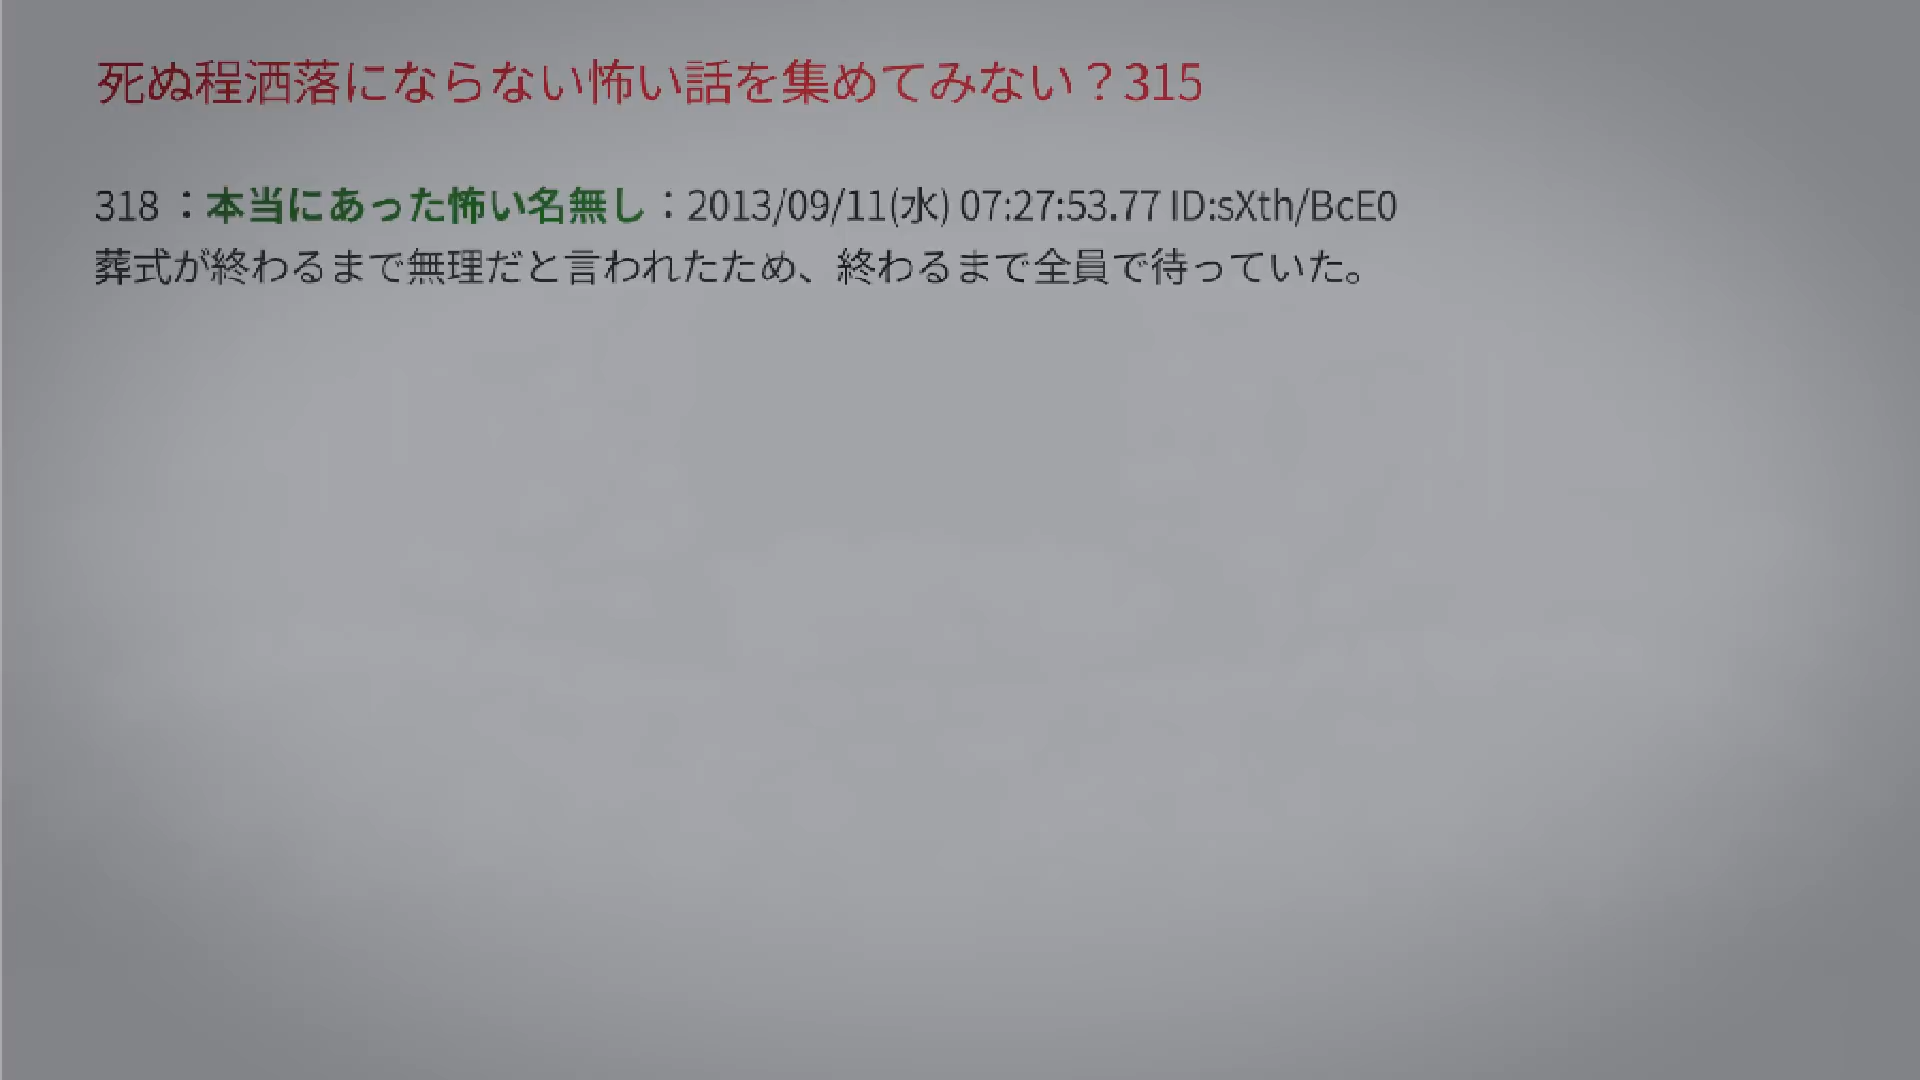 死ぬ程洒落にならない怖い話を集めてみない？315
318 ：本当にあった怖い名無し：2013/09/11(水) 07:27:53.77 ID:sXth/BcE0
葬式が終わるまで無理だと言われたため、終わるまで全員で待っていた。